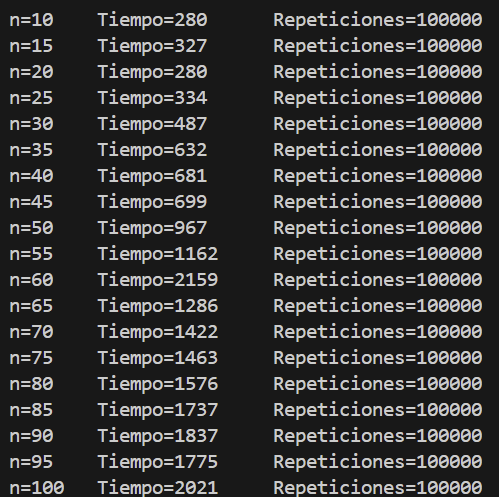 n=10 Tiempo=280 Repeticiones=100000
n=15 Tiempo=327 Repeticiones=100000
n=20 Tiempo=280 Repeticiones=100000
n=25 Tiempo=334 Repeticiones=100000
n=30 Tiempo=487 Repeticiones=100000
n=35 Tiempo=632 Repeticiones=100000
n=40 Tiempo=681 Repeticiones=100000
n=45 Tiempo=699 Repeticiones=100000
n=50 Tiempo=967 Repeticiones=100000
n=55 Tiempo=1162 Repeticiones=100000
n=60 Tiempo=2159 Repeticiones=100000
n=65 Tiempo=1286 Repeticiones=100000
n=70 Tiempo=1422 Repeticiones=100000
n=75 Tiempo=1463 Repeticiones=100000
n=80 Tiempo=1576 Repeticiones=100000
n=85 Tiempo=1737 Repeticiones=100000
n=90 Tiempo=1837 Repeticiones=100000
n=95 Tiempo=1775 Repeticiones=100000
n=100 Tiempo=2021 Repeticiones=100000